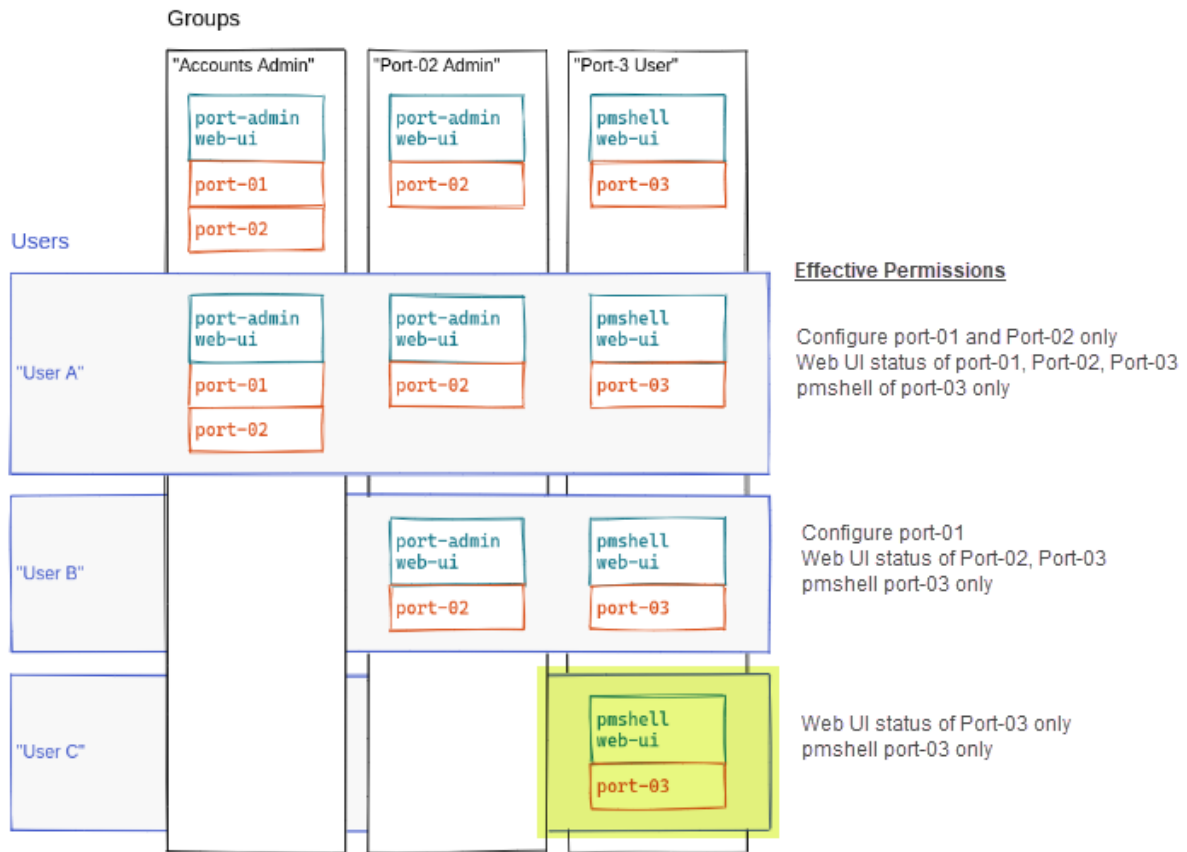 Groups
"Accounts Admin"
"Port-02 Admin"
"Port-3 User"
port-admin
web-ui
port-01
port-02
port-admin
web-ui
port-02
pmshell
web-ui
port-03
Users
Effective Permissions
"User A"
port-admin
web-ui
port-01
port-02
port-admin
web-ui
port-02
pmshell
web-ui
port-03
Configure port-01 and Port-02 only
Web UI status of port-01, Port-02, Port-03
pmshell of port-03 only
"User B"
port-admin
web-ui
port-02
pmshell
web-ui
port-03
Configure port-01
Web UI status of Port-02, Port-03
pmshell port-03 only
"User C"
pmshell
web-ui
port-03
Web UI status of Port-03 only
pmshell port-03 only